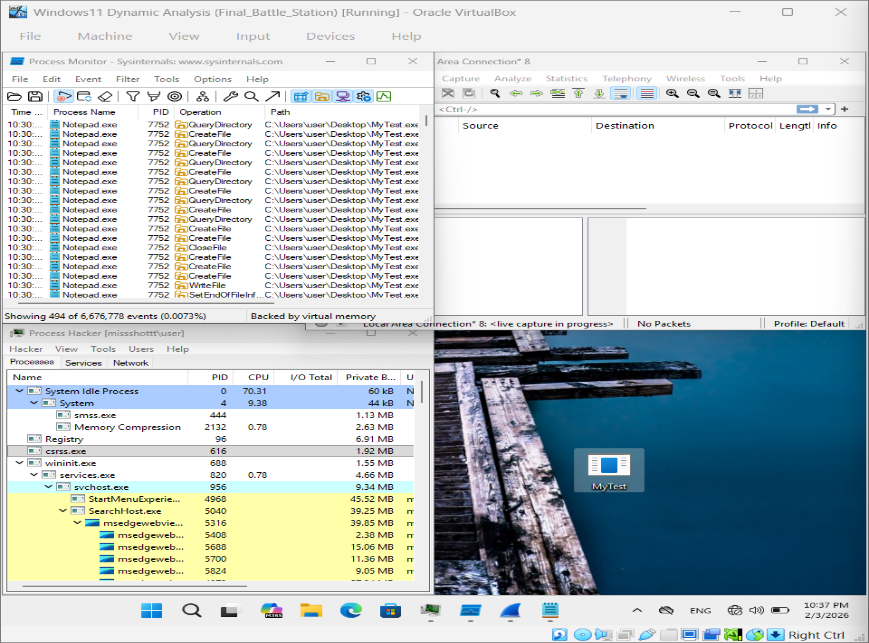 Windows11 Dynamic Analysis (Final_Battle_Station) [Running] - Oracle VirtualBox
File Machine View Input Devices Help
Process Monitor - Sysinternals: www.sysinternals.com
File Edit Event Filter Tools Options Help
Time ... Process Name PID Operation Path
10:30:... Notepad.exe 7752 QueryDirectory C:\Users\user\Desktop\MyTest.exe
10:30:... Notepad.exe 7752 CreateFile C:\Users\user\Desktop\MyTest.exe
10:30:... Notepad.exe 7752 QueryDirectory C:\Users\user\Desktop\MyTest.exe
10:30:... Notepad.exe 7752 CreateFile C:\Users\user\Desktop\MyTest.exe
10:30:... Notepad.exe 7752 QueryDirectory C:\Users\user\Desktop\MyTest.exe
10:30:... Notepad.exe 7752 CreateFile C:\Users\user\Desktop\MyTest.exe
10:30:... Notepad.exe 7752 QueryDirectory C:\Users\user\Desktop\MyTest.exe
10:30:... Notepad.exe 7752 CreateFile C:\Users\user\Desktop\MyTest.exe
10:30:... Notepad.exe 7752 QueryDirectory C:\Users\user\Desktop\MyTest.exe
10:30:... Notepad.exe 7752 CreateFile C:\Users\user\Desktop\MyTest.exe
10:30:... Notepad.exe 7752 QueryDirectory C:\Users\user\Desktop\MyTest.exe
10:30:... Notepad.exe 7752 CreateFile C:\Users\user\Desktop\MyTest.exe
10:30:... Notepad.exe 7752 CreateFile C:\Users\user\Desktop\MyTest.exe
10:30:... Notepad.exe 7752 CloseFile C:\Users\user\Desktop\MyTest.exe
10:30:... Notepad.exe 7752 CreateFile C:\Users\user\Desktop\MyTest.exe
10:30:... Notepad.exe 7752 CreateFile C:\Users\user\Desktop\MyTest.exe
10:30:... Notepad.exe 7752 CreateFile C:\Users\user\Desktop\MyTest.exe
10:30:... Notepad.exe 7752 WriteFile C:\Users\user\Desktop\MyTest.exe
10:30:... Notepad.exe 7752 SetEndOfFileInf... C:\Users\user\Desktop\MyTest.exe
Showing 494 of 6,676,778 events (0.0073%) Backed by virtual memory
Area Connection* 8
Capture Analyze Statistics Telephony Wireless Tools Help
<Ctrl-/>
Source Destination Protocol Lengtl Info
Local Area Connection* 8: <live capture in progress> No Packets Profile: Default
Process Hacker [missshottt\user]
Hacker View Tools Users Help
Processes Services Network
Name PID CPU I/O Total Private B... U
System Idle Process 0 70.31 60 kB N
System 4 9.38 44 kB N
smss.exe 444 1.13 MB
Memory Compression 2132 0.78 2.63 MB
Registry 96 6.91 MB
csrss.exe 616 1.92 MB
wininit.exe 688 1.55 MB
services.exe 820 0.78 4.66 MB
svchost.exe 956 9.34 MB
StartMenuExperie... 4968 45.52 MB m
SearchHost.exe 5040 39.25 MB m
msedgewebvie... 5316 39.85 MB m
msedgeweb... 5408 2.38 MB m
msedgeweb... 5688 15.06 MB m
msedgeweb... 5700 11.36 MB m
msedgeweb... 5824 9.05 MB m
MyTest
M365
ENG
10:37 PM
2/3/2026
Right Ctrl